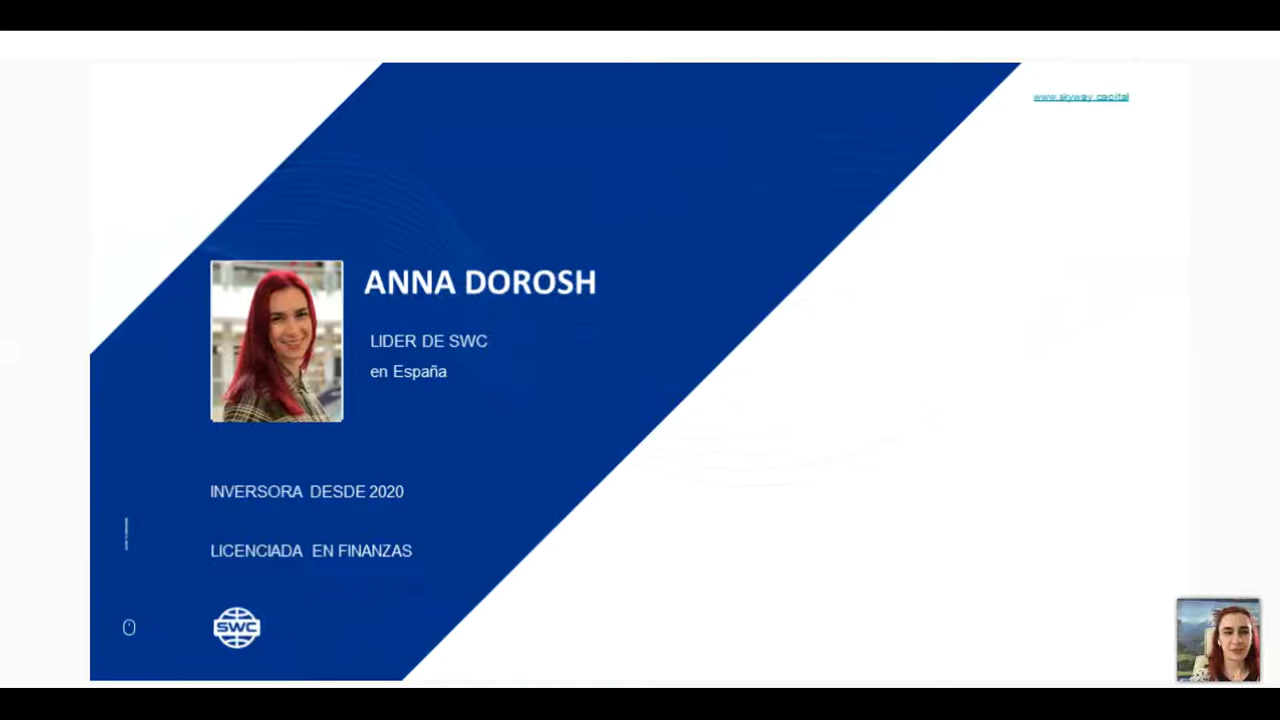 www.skyway.capital
ANNA DOROSH
LIDER DE SWC
en España
INVERSORA DESDE 2020
LICENCIADA EN FINANZAS
SWC